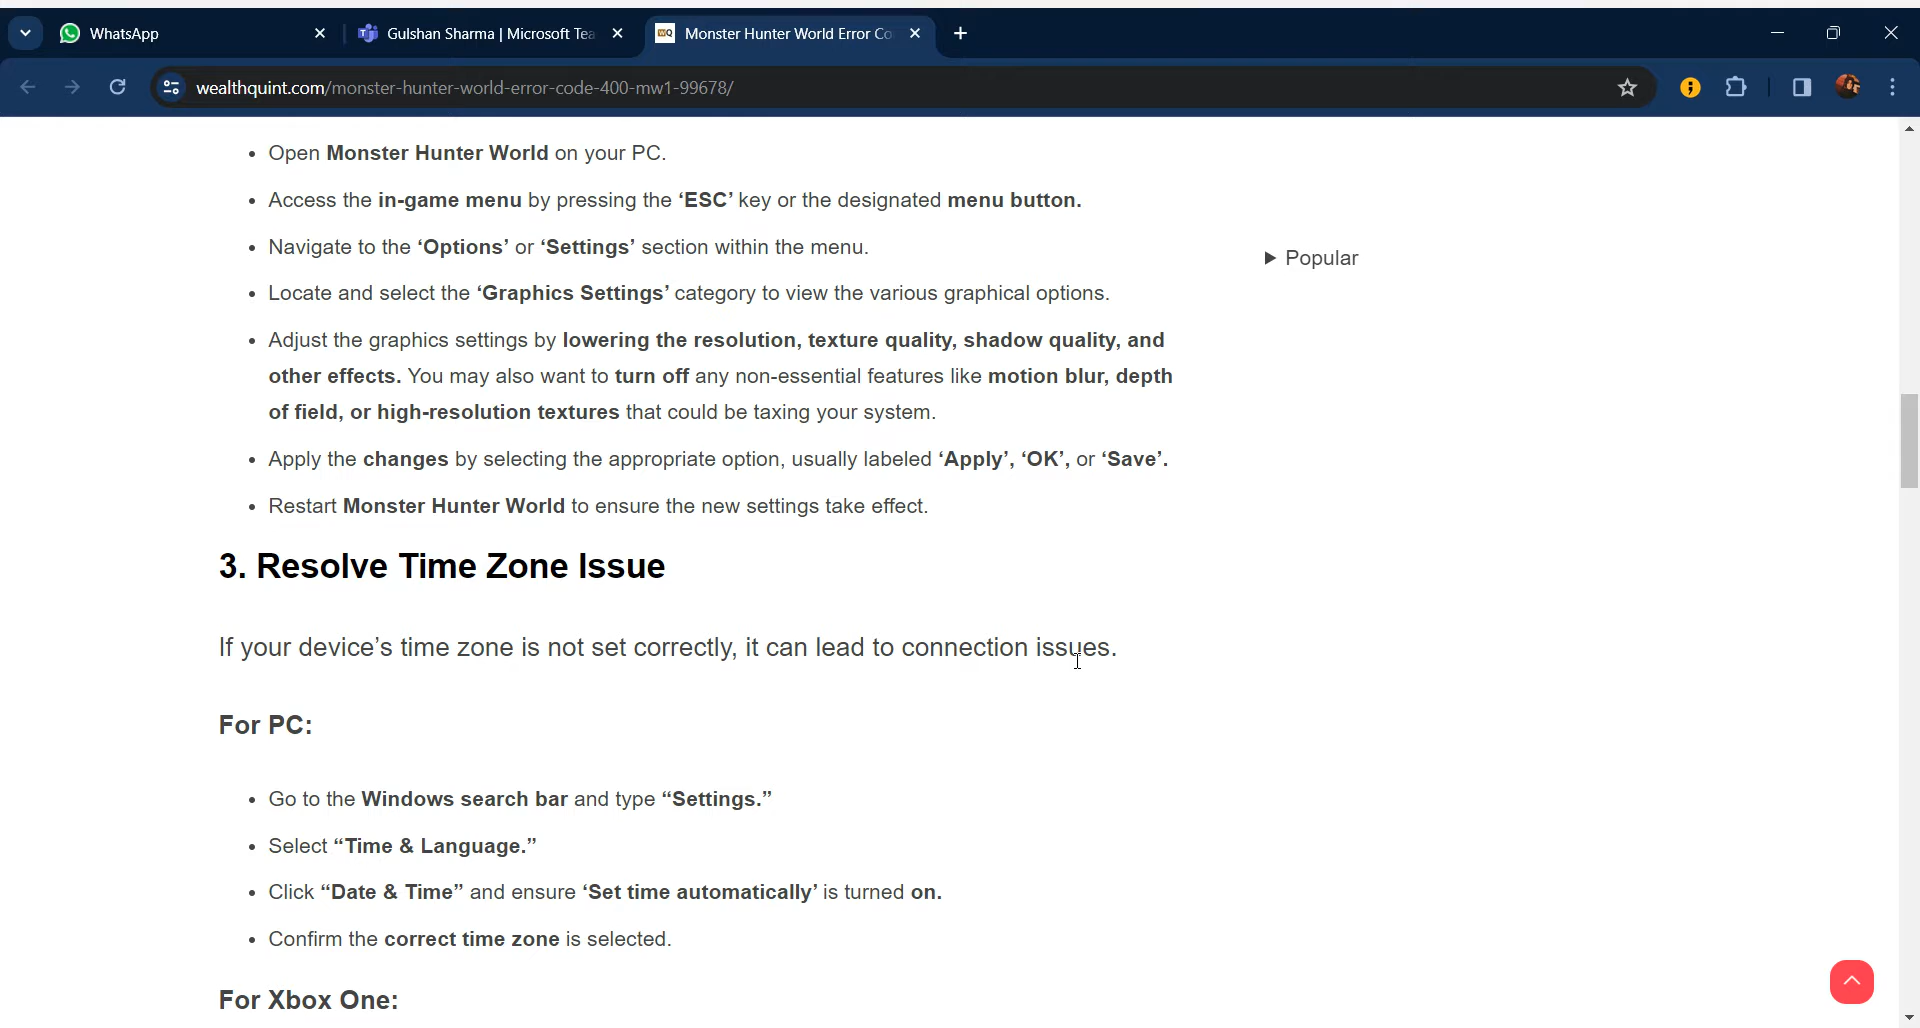 WhatsApp
Gulshan Sharma | Microsoft Tea
WQ Monster Hunter World Error Co
wealthquint.com/monster-hunter-world-error-code-400-mw1-99678/
• Open Monster Hunter World on your PC.
• Access the in-game menu by pressing the ‘ESC’ key or the designated menu button.
• Navigate to the ‘Options’ or ‘Settings’ section within the menu.
▶ Popular
• Locate and select the ‘Graphics Settings’ category to view the various graphical options.
• Adjust the graphics settings by lowering the resolution, texture quality, shadow quality, and
other effects. You may also want to turn off any non-essential features like motion blur, depth
of field, or high-resolution textures that could be taxing your system.
• Apply the changes by selecting the appropriate option, usually labeled ‘Apply’, ‘OK’, or ‘Save’.
• Restart Monster Hunter World to ensure the new settings take effect.
3. Resolve Time Zone Issue
If your device’s time zone is not set correctly, it can lead to connection issues.
For PC:
• Go to the Windows search bar and type “Settings.”
• Select “Time & Language.”
• Click “Date & Time” and ensure ‘Set time automatically’ is turned on.
• Confirm the correct time zone is selected.
For Xbox One: